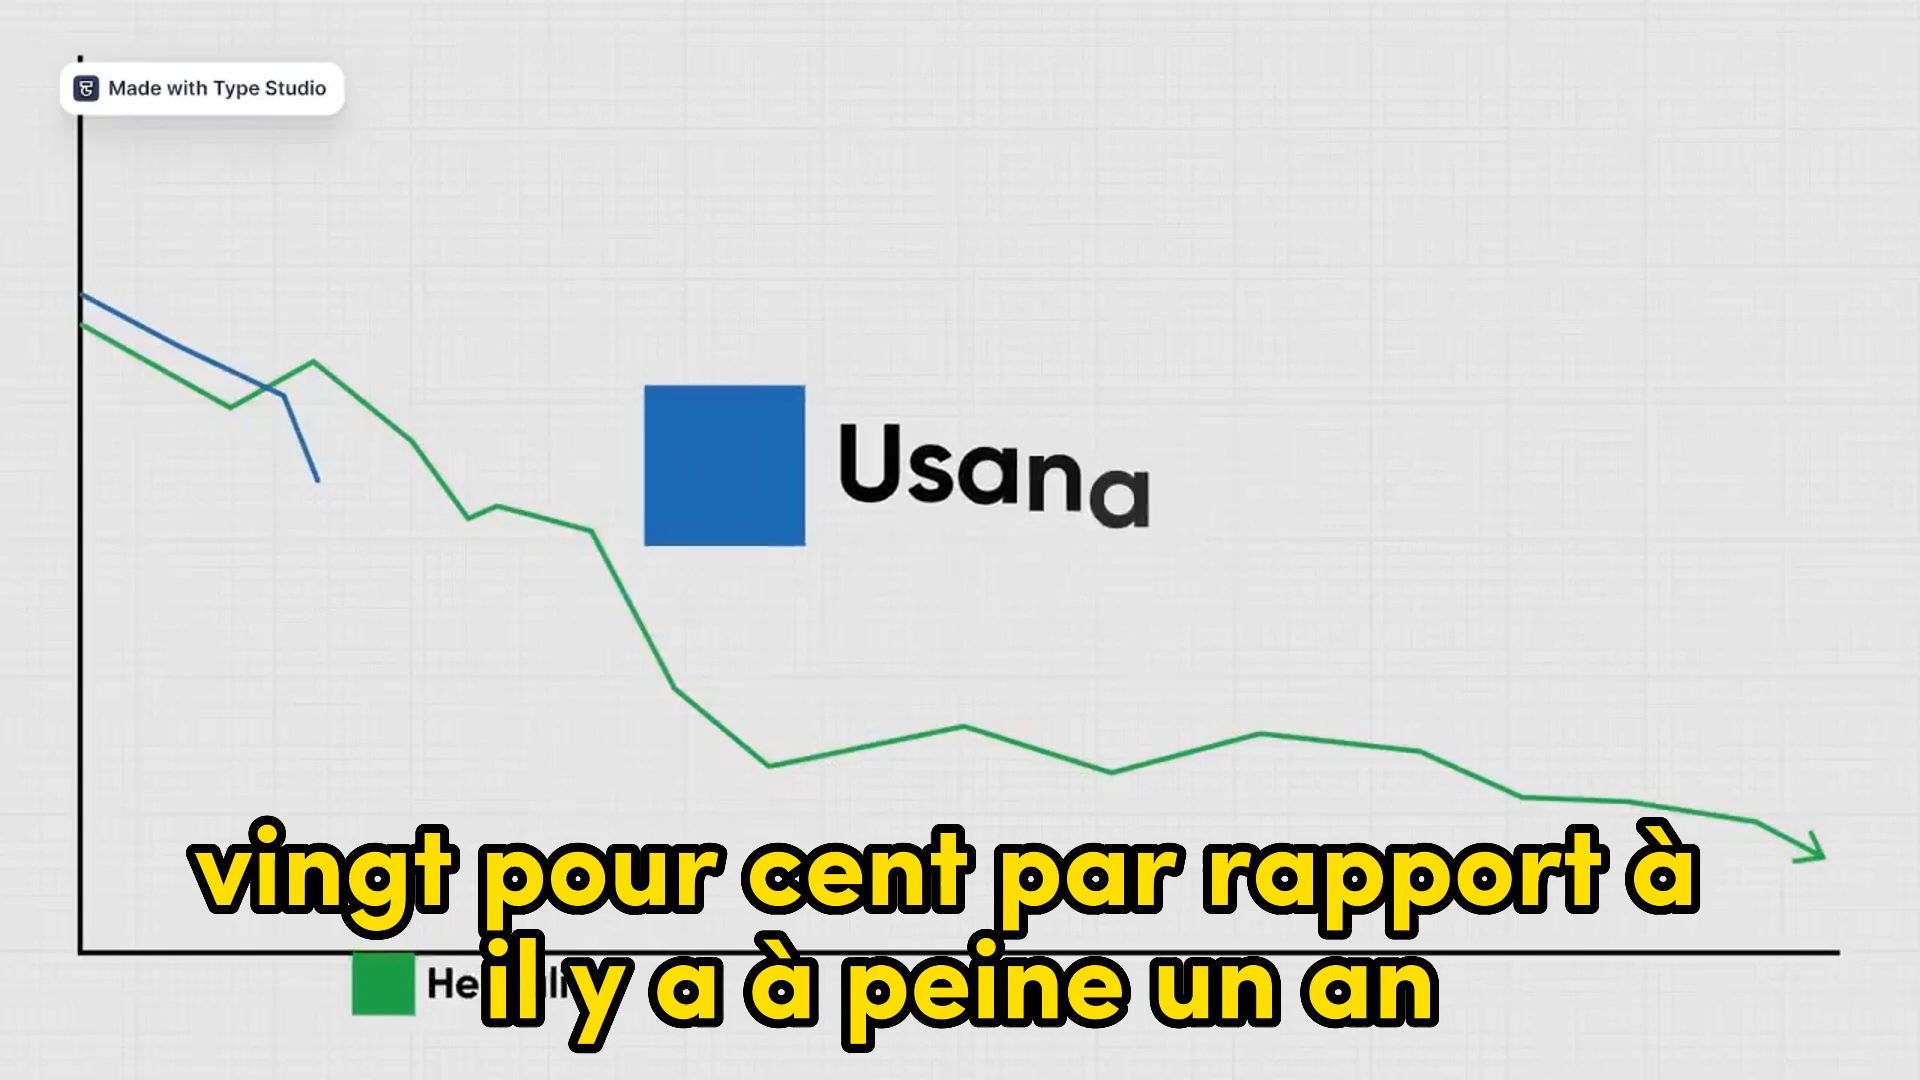 Made with Type Studio
Usana
vingt pour cent par rapport à
il y a à peine un an